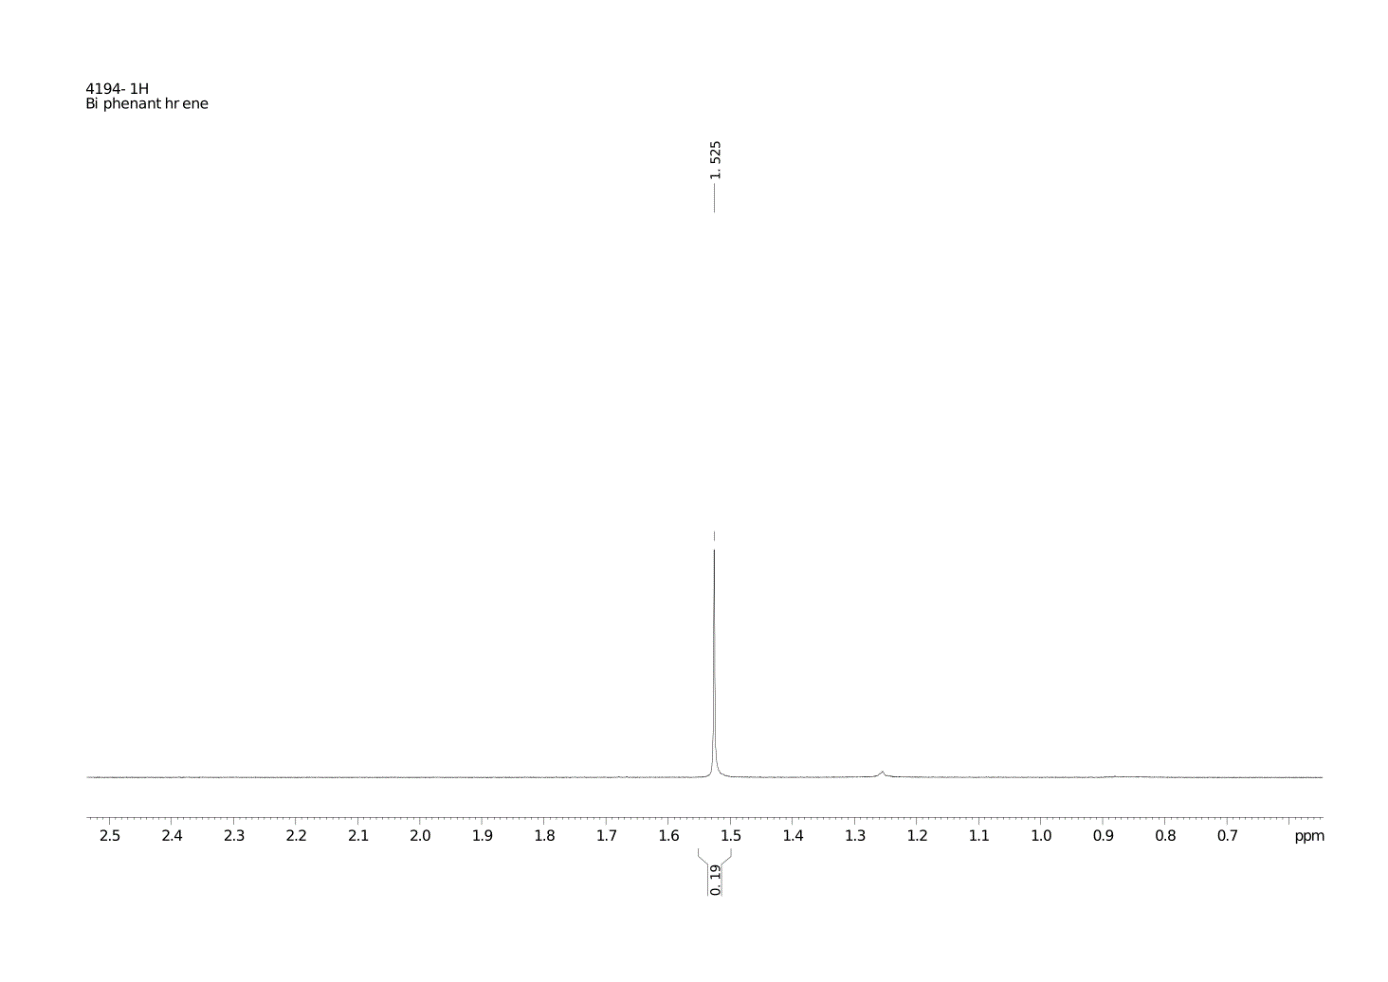 4194- 1H
Bi phenant hr ene
1. 525
2.5 2.4 2.3 2.2 2.1 2.0 1.9 1.8 1.7 1.6 1.5 1.4 1.3 1.2 1.1 1.0 0.9 0.8 0.7 ppm
0. 19